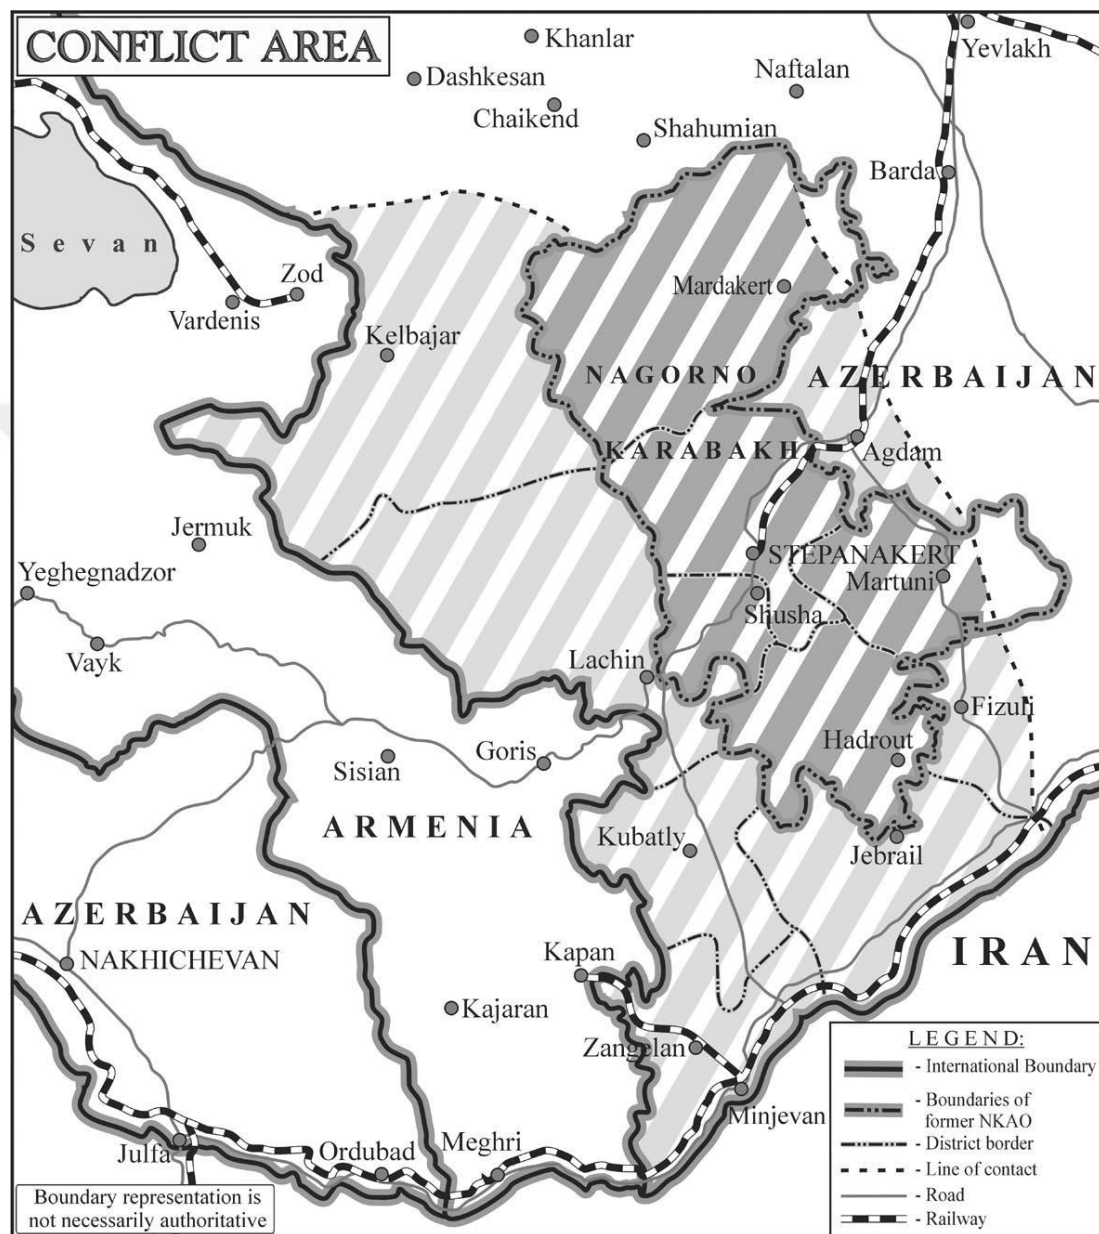 CONFLICT AREA
Khanlar
Yevlakh
Dashkesan
Naftalan
Chaikend
Shahumian
Barda
Sevan
Zod
Mardakert
Vardenis
Kelbajar
NAGORNO
AZERBAIJAN
KARABAKH
Agdam
Jermuk
STEPANAKERT
Yeghegnadzor
Martuni
Shusha
Vayk
Lachin
Fizuli
Goris
Hadrout
Sisian
ARMENIA
Kubatly
Jebrail
AZERBAIJAN
NAKHICHEVAN
Kapan
IRAN
Kajaran
Zangelan
Minjevan
Julfa
Ordubad
Meghri
LEGEND:
- International Boundary
- Boundaries of
former NKAO
- District border
- Line of contact
- Road
- Railway
Boundary representation is
not necessarily authoritative